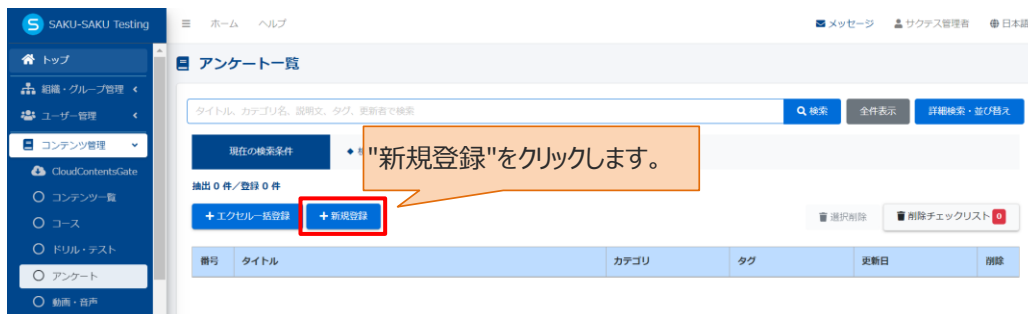 SAKU-SAKU Testing
ホーム ヘルプ
メッセージ サクテス管理者 日本語
トップ
アンケート一覧
組織・グループ管理
ユーザー管理
コンテンツ管理
CloudContentsGate
コンテンツ一覧
コース
ドリル・テスト
アンケート
動画・音声
タイトル、カテゴリ名、説明文、タグ、更新者で検索
検索 全件表示 詳細検索・並び替え
現在の検索条件
"新規登録"をクリックします。
抽出 0 件／登録 0 件
エクセル一括登録 新規登録
選択削除 削除チェックリスト 0
番号 タイトル カテゴリ タグ 更新日 削除